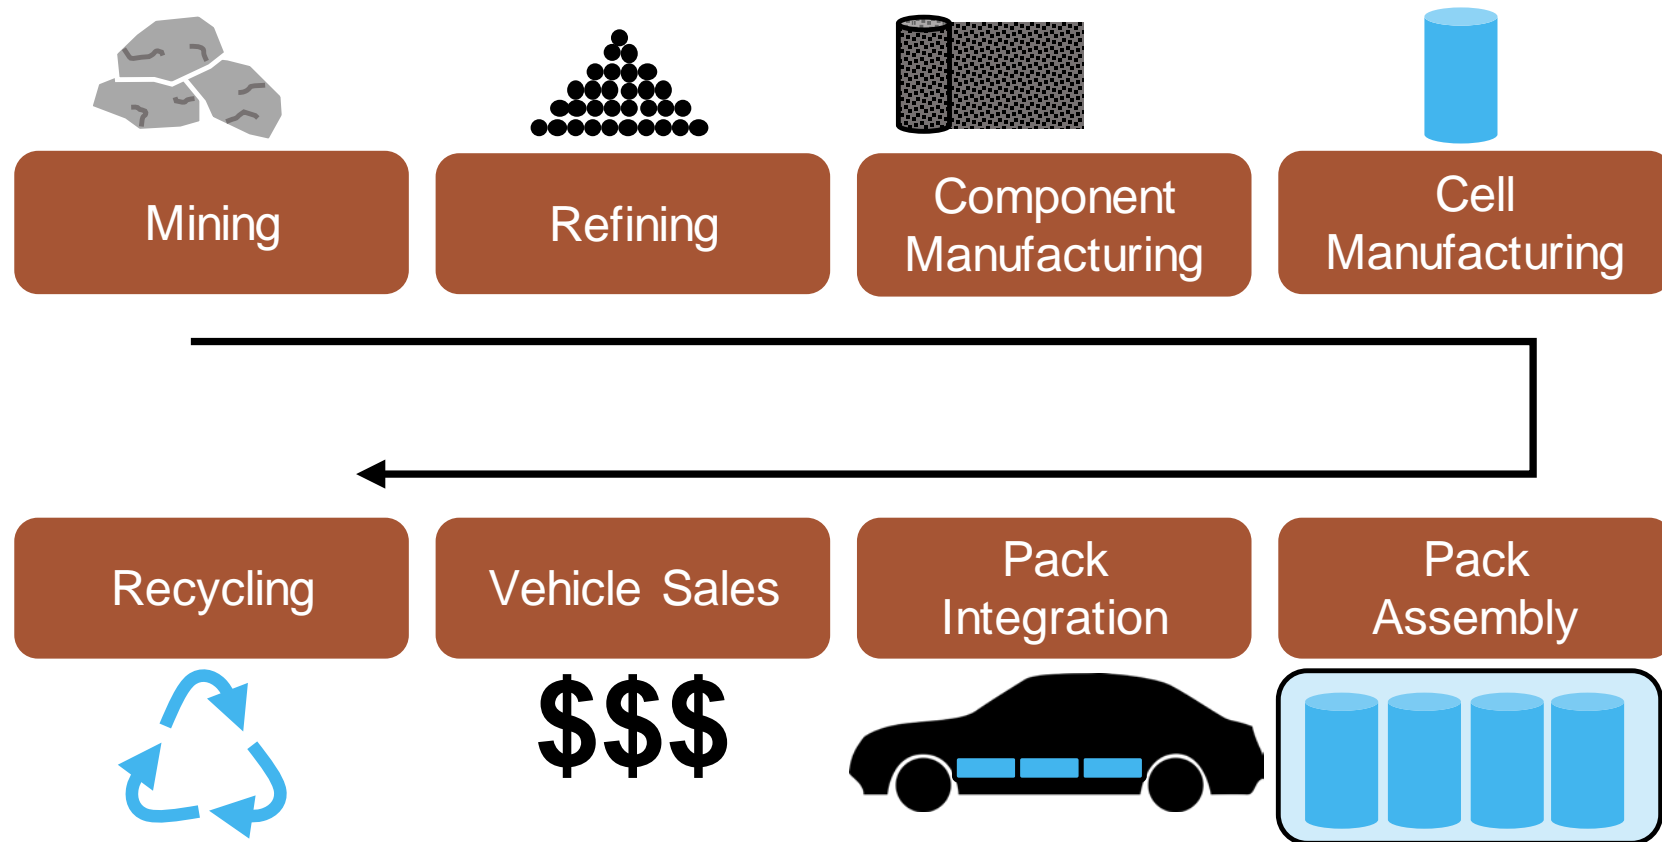 Mining
Refining
Component
Manufacturing
Cell
Manufacturing
Recycling
Vehicle Sales
Pack
Integration
Pack
Assembly
$$$